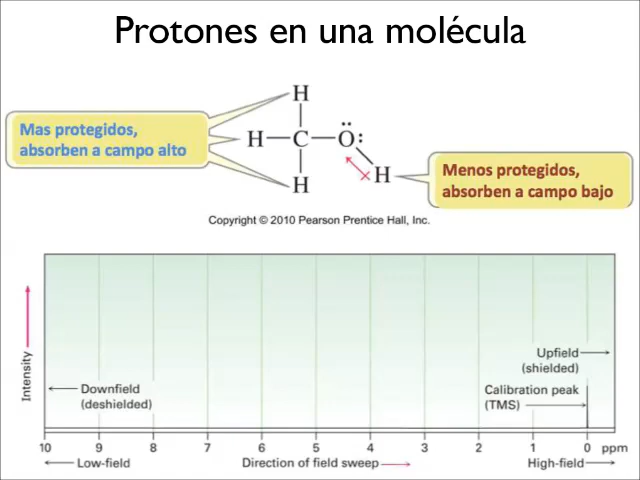 Protones en una molécula
H
Mas protegidos,
absorben a campo alto
H—C—O:
H
H
Menos protegidos,
absorben a campo bajo
Copyright © 2010 Pearson Prentice Hall, Inc.
Intensity
Upfield
(shielded)
Downfield
(deshielded)
Calibration peak
(TMS)
10 9 8 7 6 5 4 3 2 1 0 ppm
Low-field Direction of field sweep High-field